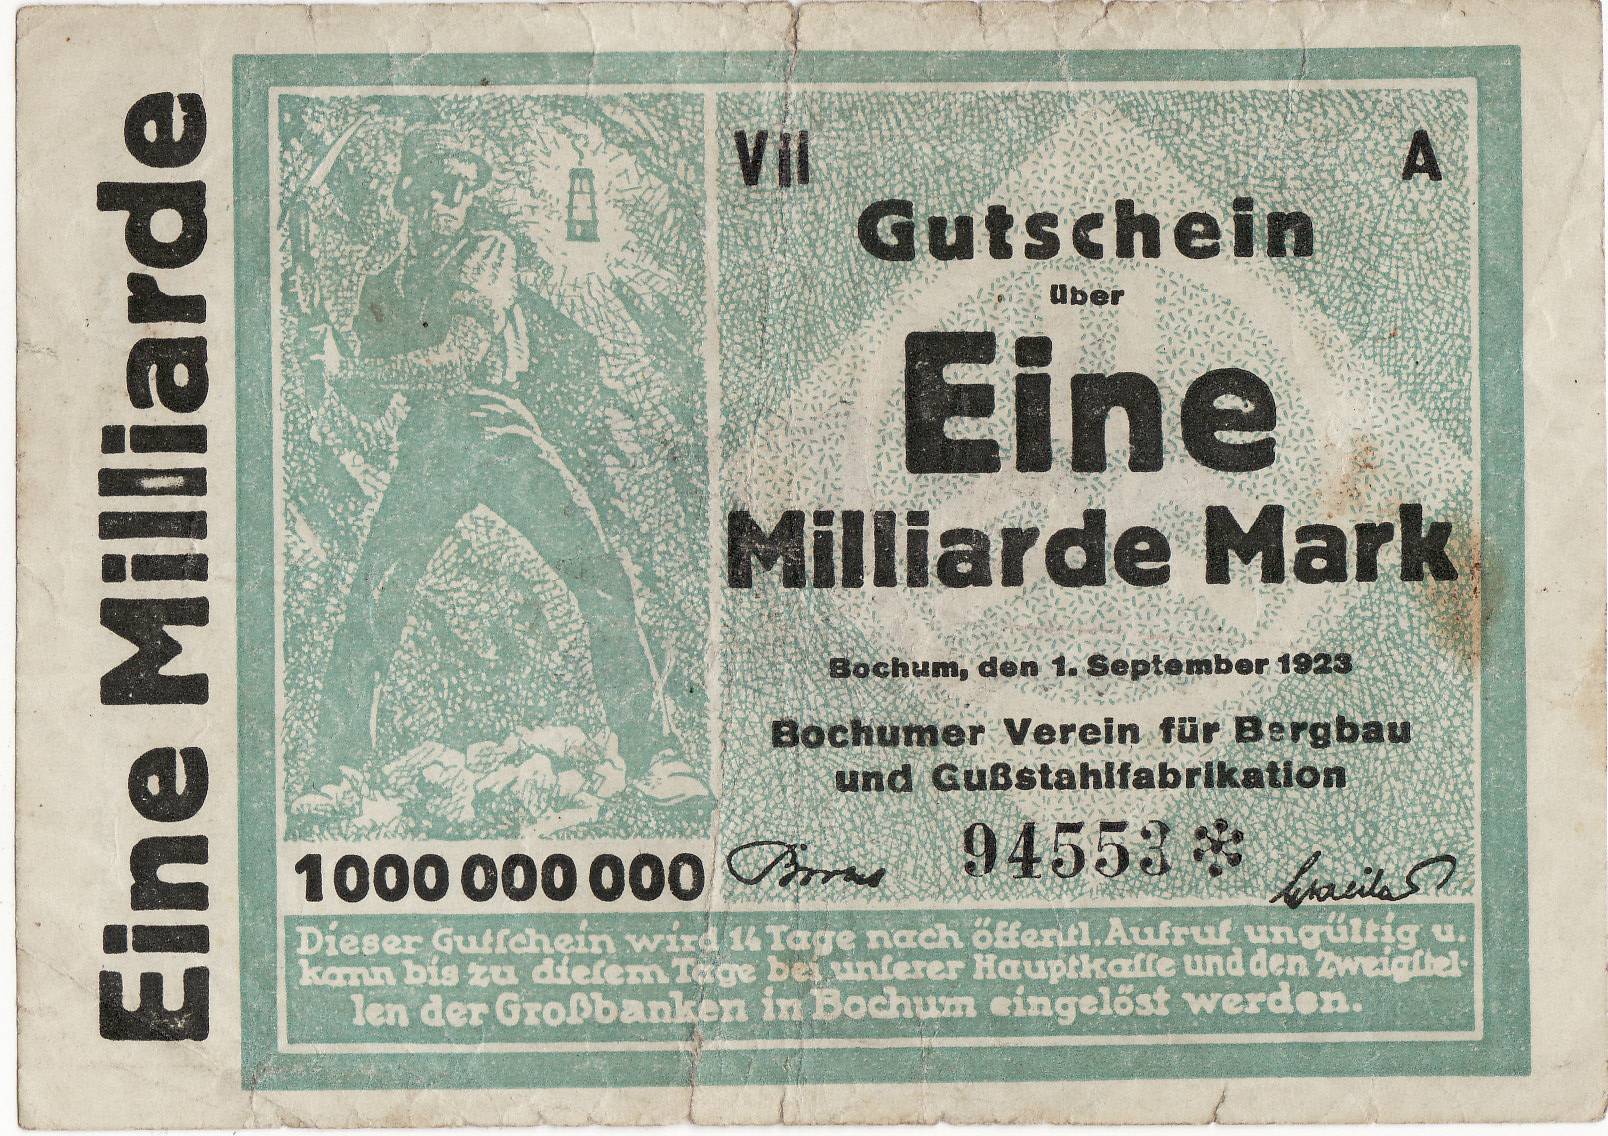 Eine Milliarde
VII
A
Gutschein
über
Eine
Milliarde Mark
Bochum, den 1. September 1923
Bochumer Verein für Bergbau
und Gußstahlfabrikation
94553
1000 000 000
Dieser Gutschein wird 14 Tage nach öffentl. Aufruf ungültig u.
kann bis zu diesem Tage bei unserer Hauptkasse und den Zweigstel-
len der Großbanken in Bochum eingelöst werden.